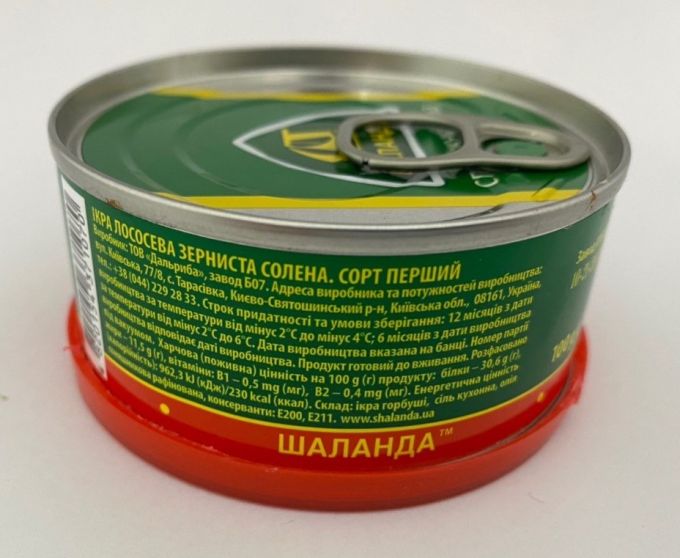 ЛАНД
ІКРА ЛОСОСЕВА ЗЕРНИСТА СОЛЕНА. СОРТ ПЕРШИЙ
Виробник: ТОВ «Дальриба», завод Б07. Адреса виробника та потужностей виробництва:
вул. Київська, 77/8, с. Тарасівка, Києво-Святошинський р-н, Київська обл., 08161, Україна,
тел.: +38 (044) 229 28 33. Строк придатності та умови зберігання: 12 місяців з дати
виробництва за температури від мінус 2°С до мінус 4°С; 6 місяців з дати виробництва
за температури від мінус 2°С до 6°С. Дата виробництва вказана на банці. Номер партії
виробництва відповідає даті виробництва. Продукт готовий до вживання. Розфасовано
під вакуумом. Харчова (поживна) цінність на 100 g (г) продукту: білки – 30,6 g (г),
– 11,5 g (г), вітаміни: В1 – 0,5 mg (мг), В2 – 0,4 mg (мг). Енергетична цінність
962,3 kJ (кДж)/230 kcal (ккал). Склад: ікра горбуші, сіль кухонна, олія
рафінована, консерванти: Е200, Е211. www.shalanda.ua
100
ШАЛАНДА™